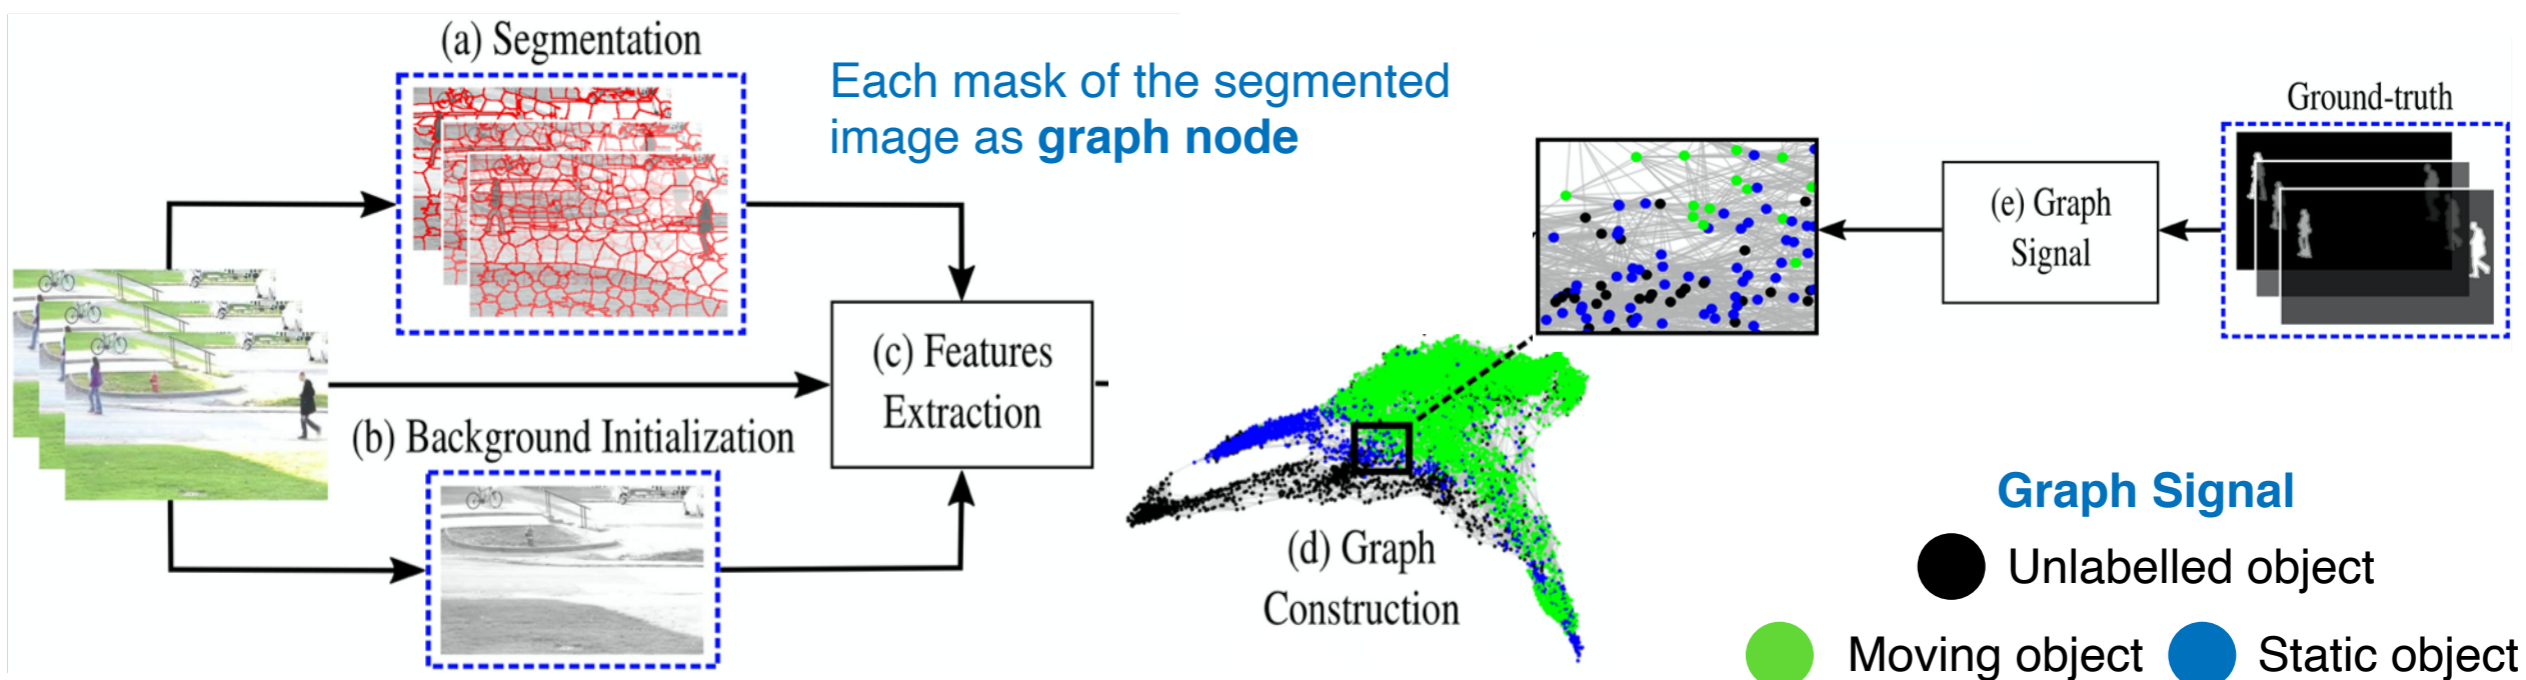 (a) Segmentation
Each mask of the segmented
image as graph node
Ground-truth
(e) Graph
Signal
(c) Features
Extraction
(b) Background Initialization
(d) Graph
Construction
Graph Signal
Unlabelled object
Moving object
Static object